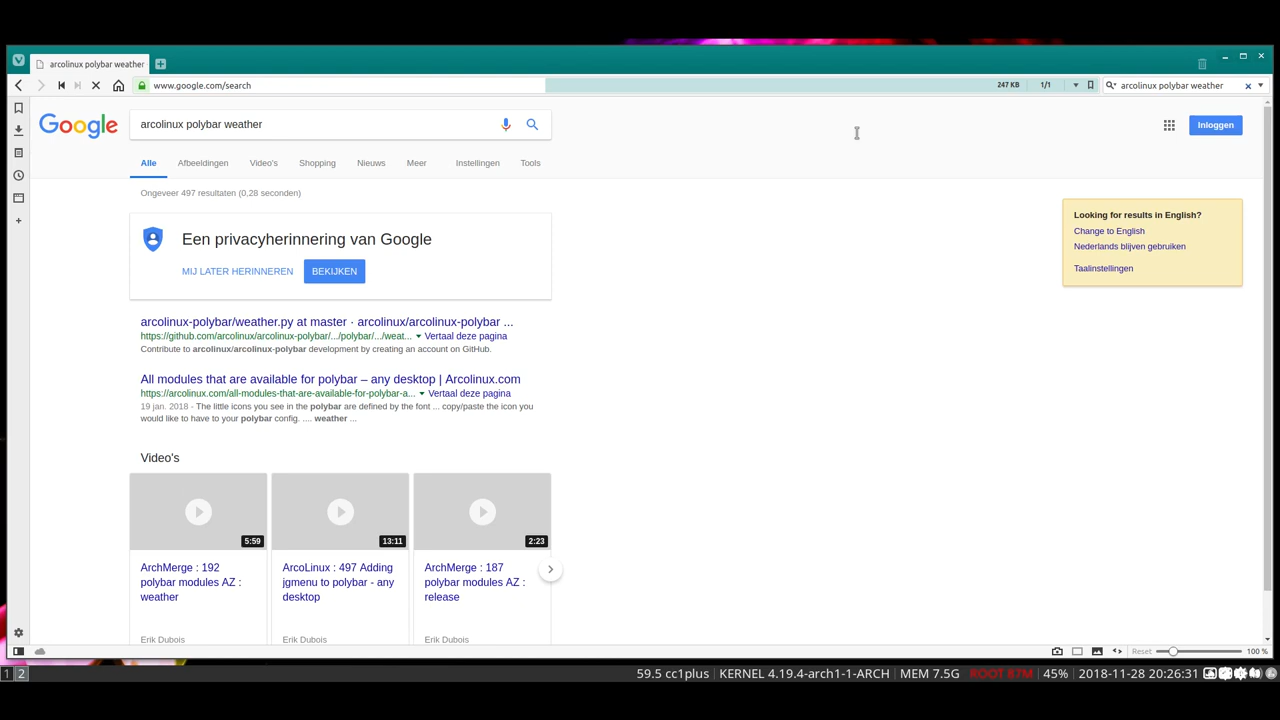 arcolinux polybar weather
www.google.com/search 247 KB 1/1 arcolinux polybar weather
Google arcolinux polybar weather Inloggen
Alle Afbeeldingen Video's Shopping Nieuws Meer Instellingen Tools
Ongeveer 497 resultaten (0,28 seconden)
Looking for results in English?
Change to English
Nederlands blijven gebruiken
Taalinstellingen
Een privacyherinnering van Google
MIJ LATER HERINNEREN BEKIJKEN
arcolinux-polybar/weather.py at master · arcolinux/arcolinux-polybar ...
https://github.com/arcolinux/arcolinux-polybar/.../polybar/.../weat... Vertaal deze pagina
Contribute to arcolinux/arcolinux-polybar development by creating an account on GitHub.
All modules that are available for polybar – any desktop | Arcolinux.com
https://arcolinux.com/all-modules-that-are-available-for-polybar-a... Vertaal deze pagina
19 jan. 2018 - The little icons you see in the polybar are defined by the font ... copy/paste the icon you
would like to have to your polybar config. .... weather ...
Video's
5:59 13:11 2:23
ArchMerge : 192
polybar modules AZ :
weather
Erik Dubois
ArcoLinux : 497 Adding
jgmenu to polybar - any
desktop
Erik Dubois
ArchMerge : 187
polybar modules AZ :
release
Erik Dubois
Reset 100 %
1 2 59.5 cc1plus KERNEL 4.19.4-arch1-1-ARCH MEM 7.5G 45% 2018-11-28 20:26:31